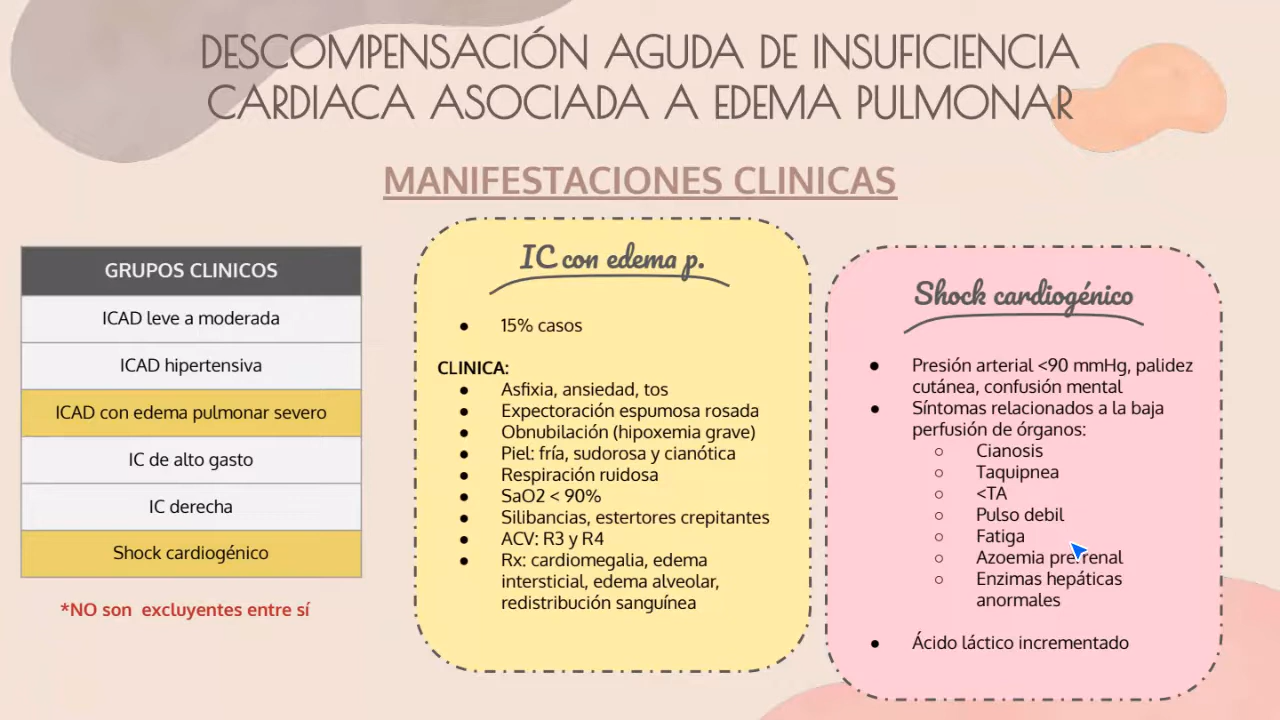 DESCOMPENSACIÓN AGUDA DE INSUFICIENCIA
CARDIACA ASOCIADA A EDEMA PULMONAR
MANIFESTACIONES CLINICAS
GRUPOS CLINICOS
ICAD leve a moderada
ICAD hipertensiva
ICAD con edema pulmonar severo
IC de alto gasto
IC derecha
Shock cardiogénico
*NO son excluyentes entre sí
IC con edema p.
● 15% casos
CLINICA:
● Asfixia, ansiedad, tos
● Expectoración espumosa rosada
● Obnubilación (hipoxemia grave)
● Piel: fría, sudorosa y cianótica
● Respiración ruidosa
● SaO2 < 90%
● Silibancias, estertores crepitantes
● ACV: R3 y R4
● Rx: cardiomegalia, edema
intersticial, edema alveolar,
redistribución sanguínea
Shock cardiogénico
● Presión arterial <90 mmHg, palidez
cutánea, confusión mental
● Síntomas relacionados a la baja
perfusión de órganos:
○ Cianosis
○ Taquipnea
○ <TA
○ Pulso debil
○ Fatiga
○ Azoemia prerrenal
○ Enzimas hepáticas
anormales
● Ácido láctico incrementado